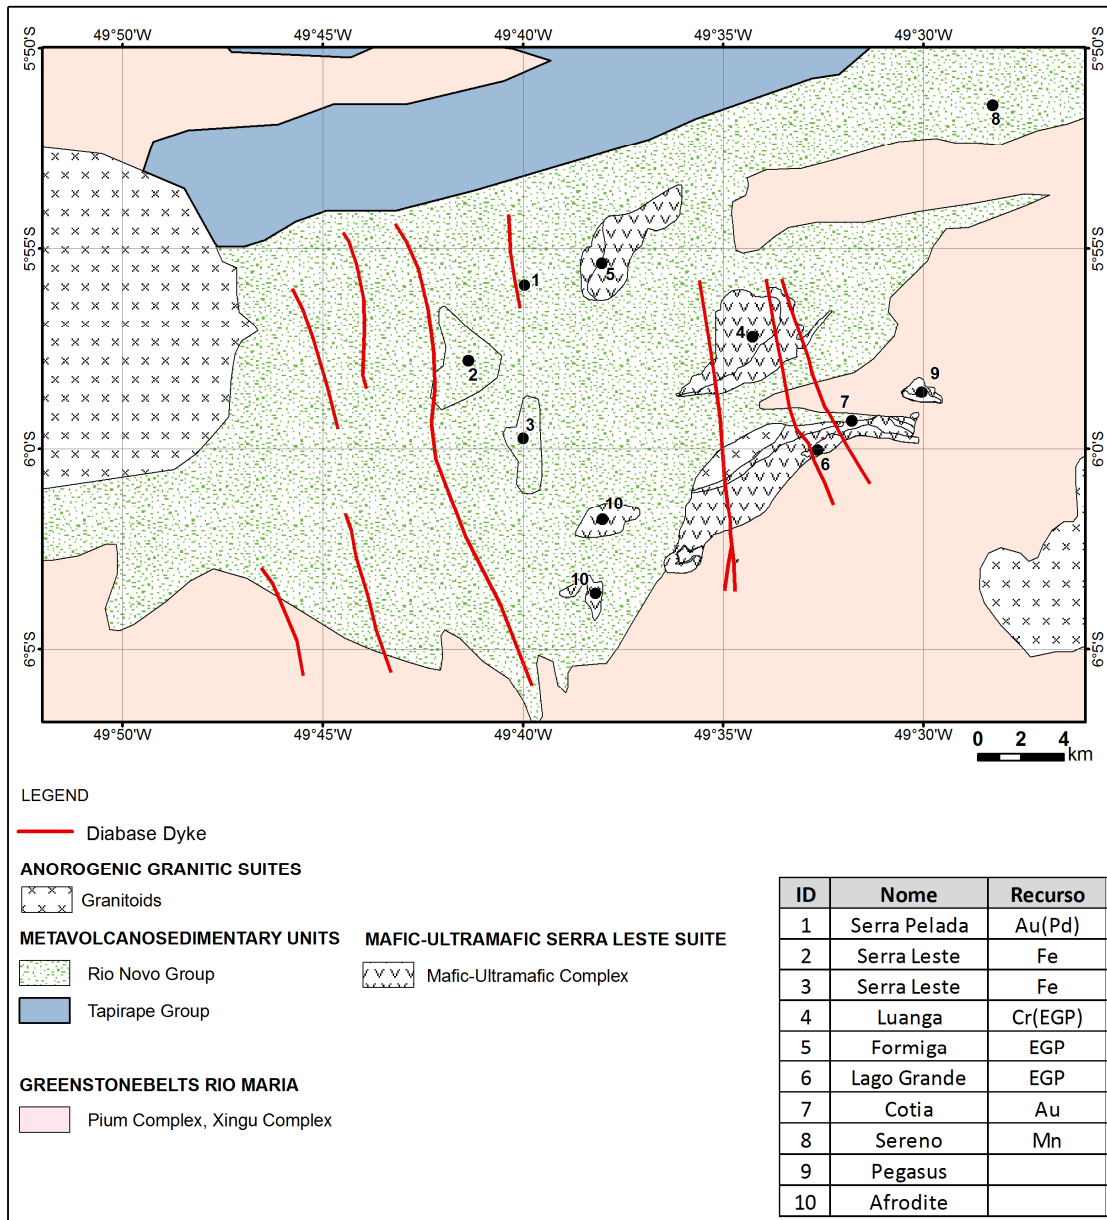 49°50'W 49°45'W 49°40'W 49°35'W 49°30'W
5°50'S 5°50'S
8
5°55'S 5°55'S
1 5
4
2 9
3 7
6°0'S 6°0'S
6
10
10
6°5'S 6°5'S
49°50'W 49°45'W 49°40'W 49°35'W 49°30'W
0 2 4
km
LEGEND
Diabase Dyke
ANOROGENIC GRANITIC SUITES
Granitoids
METAVOLCANOSEDIMENTARY UNITS MAFIC-ULTRAMAFIC SERRA LESTE SUITE
Rio Novo Group Mafic-Ultramafic Complex
Tapirape Group
GREENSTONEBELTS RIO MARIA
Pium Complex, Xingu Complex
ID Nome Recurso
1 Serra Pelada Au(Pd)
2 Serra Leste Fe
3 Serra Leste Fe
4 Luanga Cr(EGP)
5 Formiga EGP
6 Lago Grande EGP
7 Cotia Au
8 Sereno Mn
9 Pegasus
10 Afrodite